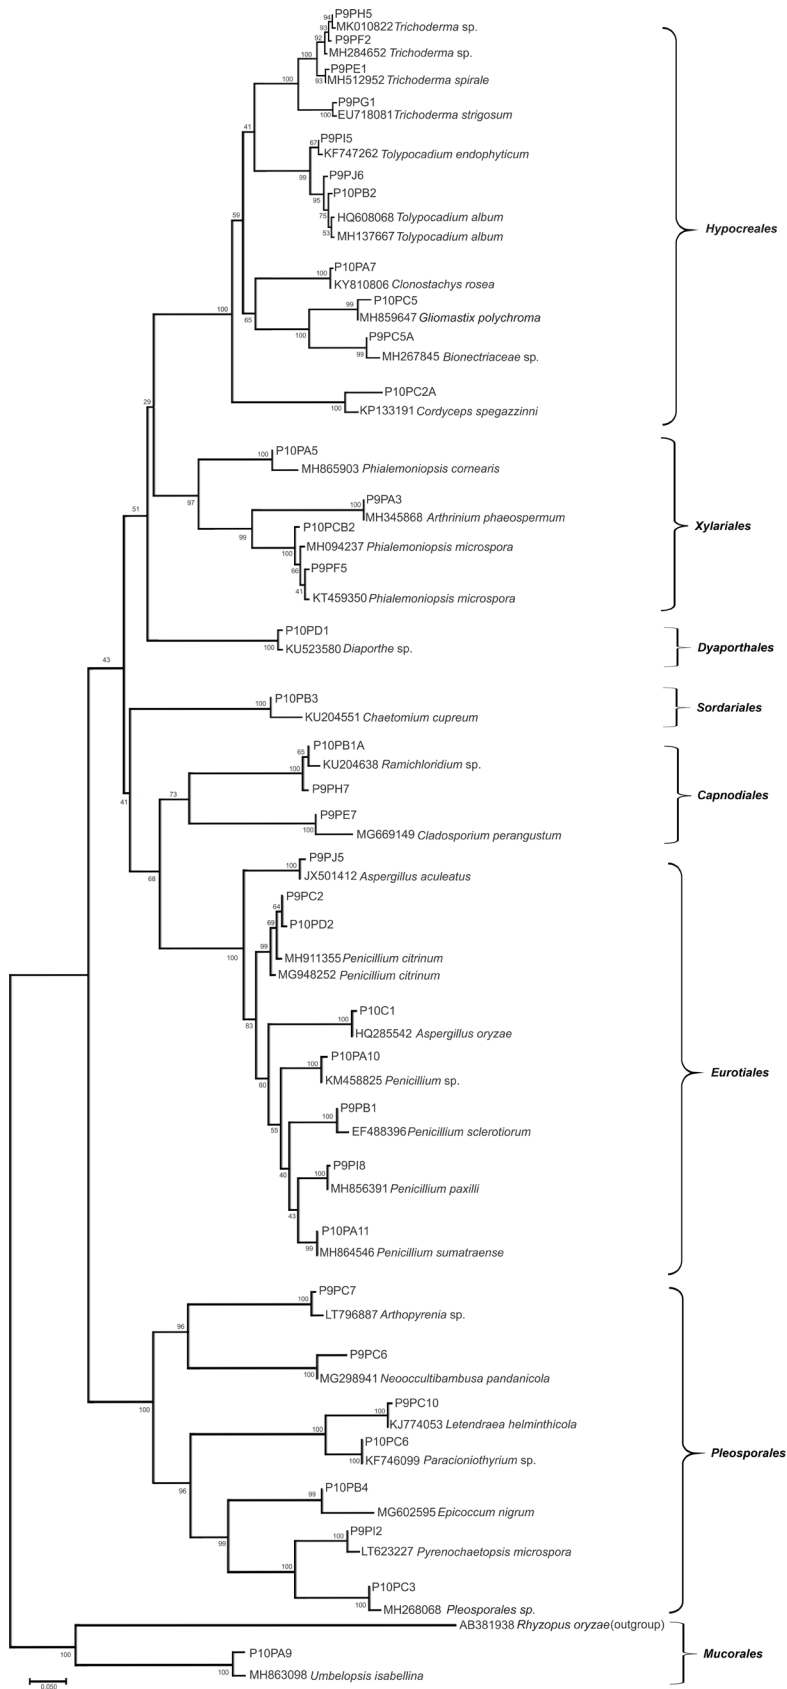 P9PH5
MK010822 Trichoderma sp.
P9PF2
MH284652 Trichoderma sp.
P9PE1
MH512952 Trichoderma spirale
P9PG1
EU718081 Trichoderma strigosum
P9PI5
KF747262 Tolypocadium endophyticum
P9PJ6
P10PB2
HQ608068 Tolypocadium album
MH137667 Tolypocadium album
P10PA7
KY810806 Clonostachys rosea
P10PC5
MH859647 Gliomastix polychroma
P9PC5A
MH267845 Bionectriaceae sp.
P10PC2A
KP133191 Cordyceps spegazzinni
Hypocreales
P10PA5
MH865903 Phialemoniopsis cornearis
P9PA3
MH345868 Arthrinium phaeospermum
P10PCB2
MH094237 Phialemoniopsis microspora
P9PF5
KT459350 Phialemoniopsis microspora
Xylariales
P10PD1
KU523580 Diaporthe sp.
Dyaporthales
P10PB3
KU204551 Chaetomium cupreum
Sordariales
P10PB1A
KU204638 Ramichloridium sp.
P9PH7
P9PE7
MG669149 Cladosporium perangustum
Capnodiales
P9PJ5
JX501412 Aspergillus aculeatus
P9PC2
P10PD2
MH911355 Penicillium citrinum
MG948252 Penicillium citrinum
P10C1
HQ285542 Aspergillus oryzae
P10PA10
KM458825 Penicillium sp.
P9PB1
EF488396 Penicillium sclerotiorum
P9PI8
MH856391 Penicillium paxilli
P10PA11
MH864546 Penicillium sumatraense
Eurotiales
P9PC7
LT796887 Arthopyrenia sp.
P9PC6
MG298941 Neooccultibambusa pandanicola
P9PC10
KJ774053 Letendraea helminthicola
P10PC6
KF746099 Paracioniothyrium sp.
P10PB4
MG602595 Epicoccum nigrum
P9PI2
LT623227 Pyrenochaetopsis microspora
P10PC3
MH268068 Pleosporales sp.
Pleosporales
AB381938 Rhyzopus oryzae(outgroup)
P10PA9
MH863098 Umbelopsis isabellina
Mucorales
94
93
92
100
93
100
100
41
67
99
95
75
53
59
100
65
99
100
99
100
100
29
100
97
100
99
100
66
41
51
100
43
100
41
65
100
73
100
68
100
64
69
99
100
83
100
60
100
55
100
40
100
43
99
100
96
100
100
100
100
100
96
99
99
100
100
100
100
100
0.050